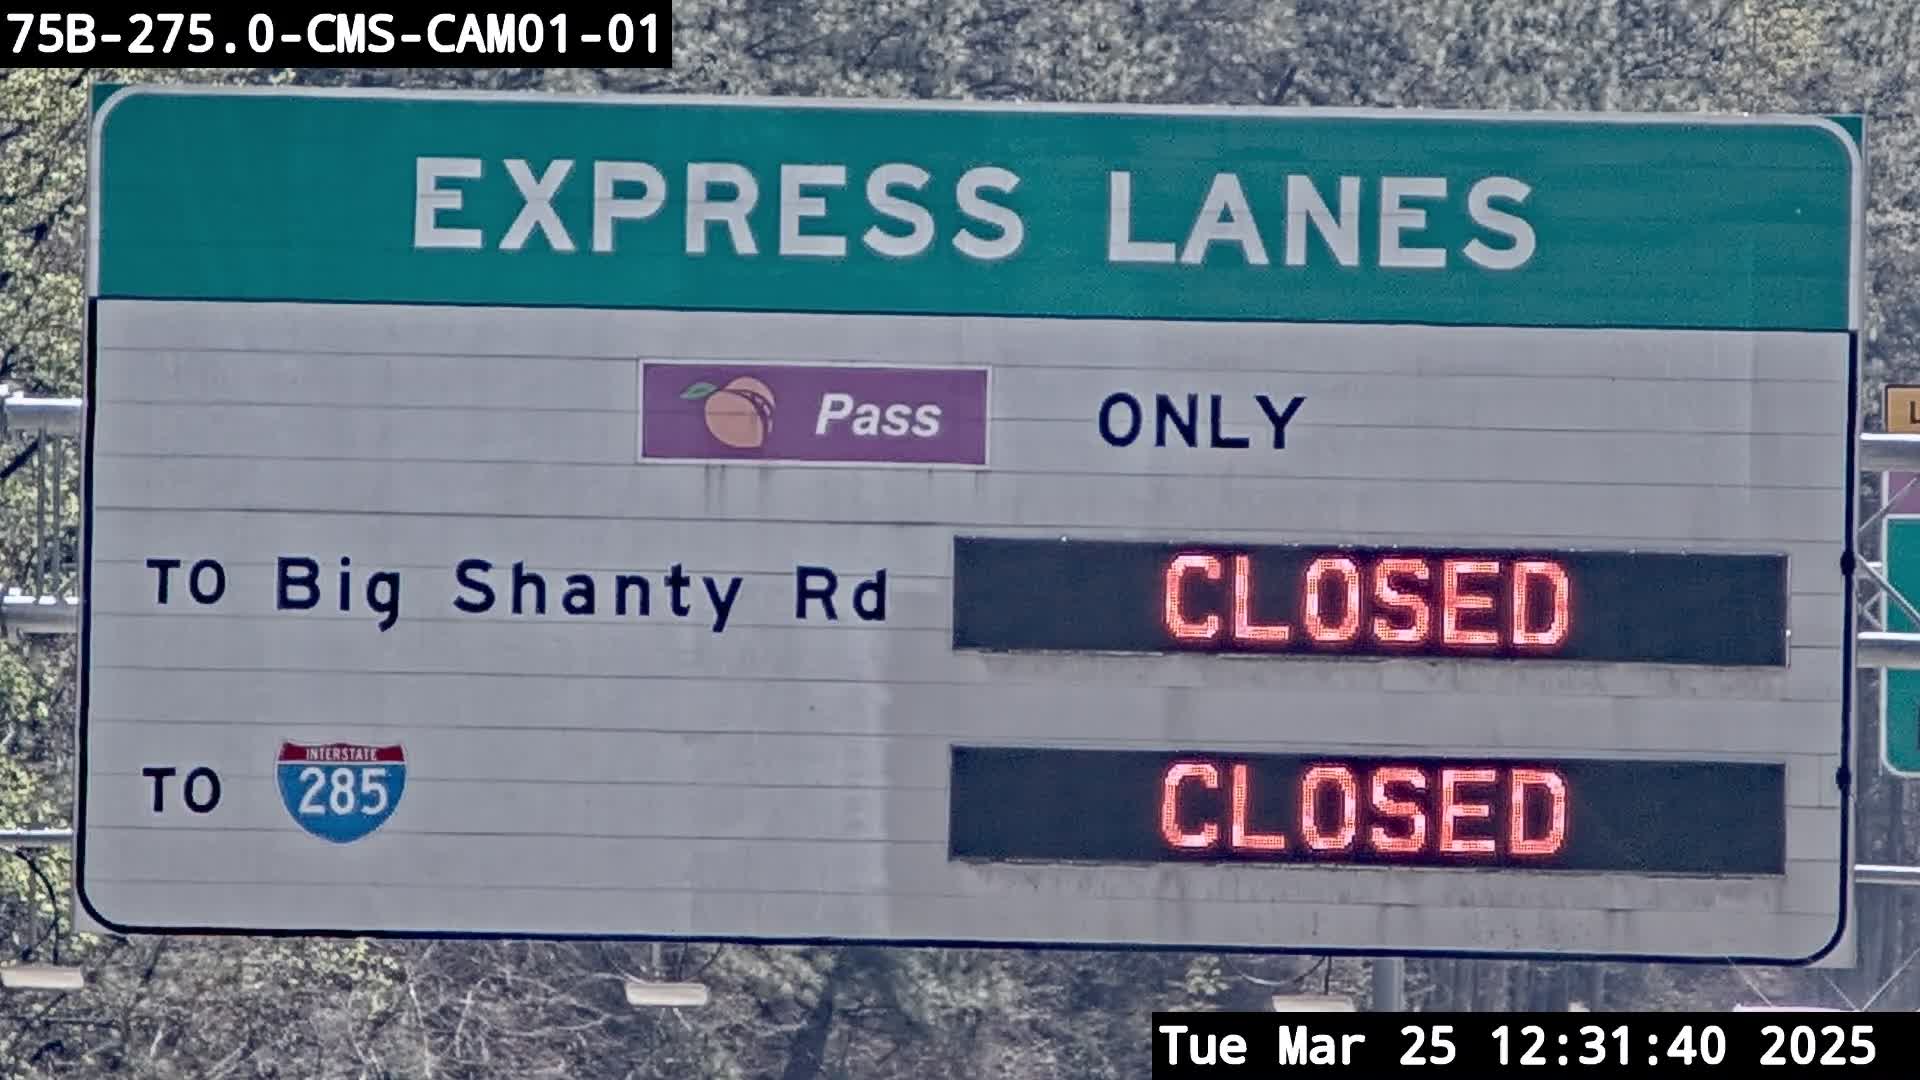 75B-275.0-CMS-CAM01-01
EXPRESS LANES
Pass ONLY
TO Big Shanty Rd CLOSED
TO INTERSTATE 285 CLOSED
Tue Mar 25 12:31:40 2025